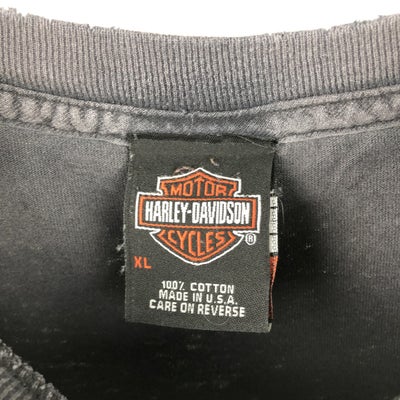 MOTOR
HARLEY-DAVIDSON
CYCLES ®
XL
100% COTTON
MADE IN U.S.A.
CARE ON REVERSE